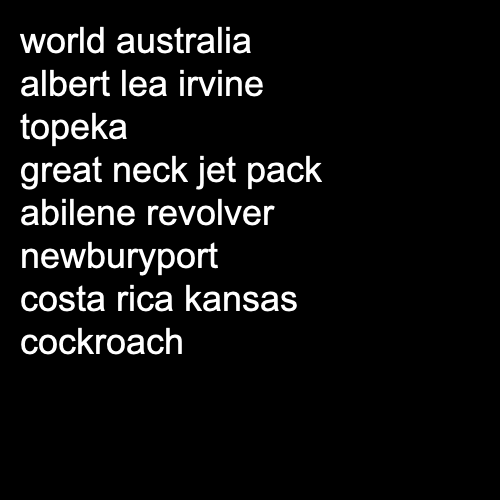 world australia
albert lea irvine
topeka
great neck jet pack
abilene revolver
newburyport
costa rica kansas
cockroach